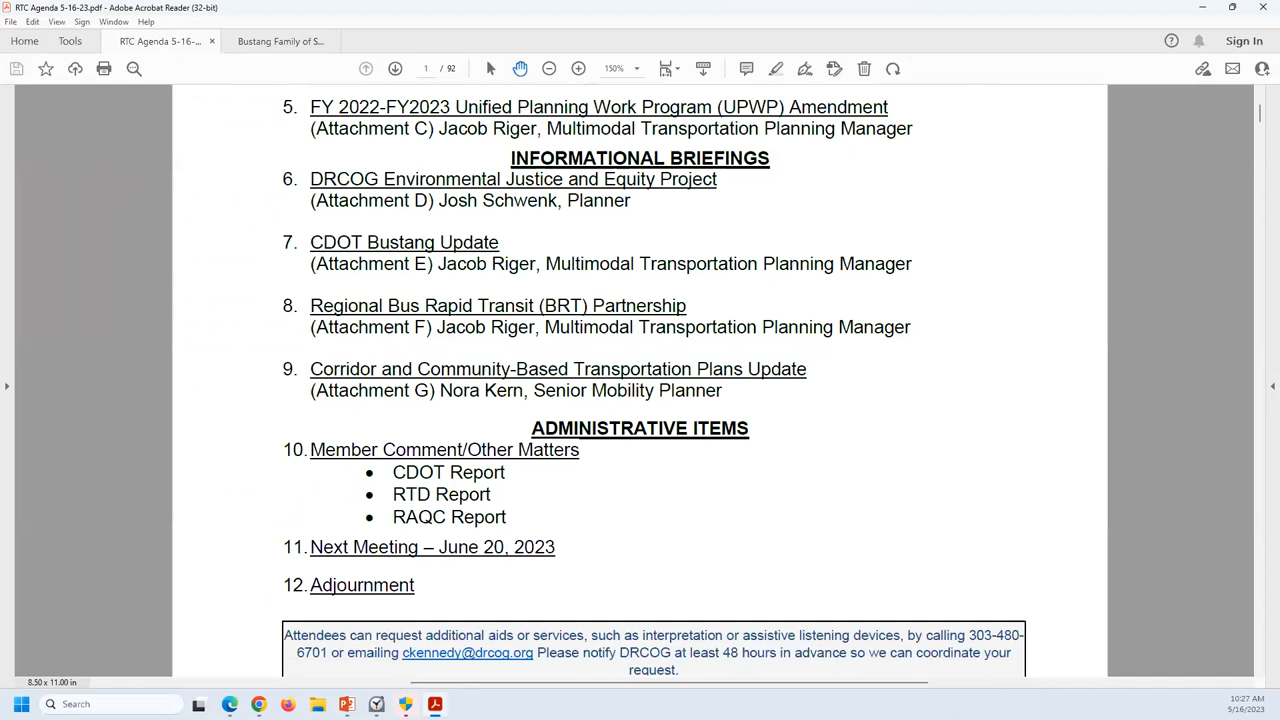 RTC Agenda 5-16-23.pdf - Adobe Acrobat Reader (32-bit)
File Edit View Sign Window Help
Home Tools RTC Agenda 5-16-... × Bustang Family of S... Sign In
1 / 92 150%
5. FY 2022-FY2023 Unified Planning Work Program (UPWP) Amendment
(Attachment C) Jacob Riger, Multimodal Transportation Planning Manager
INFORMATIONAL BRIEFINGS
6. DRCOG Environmental Justice and Equity Project
(Attachment D) Josh Schwenk, Planner
7. CDOT Bustang Update
(Attachment E) Jacob Riger, Multimodal Transportation Planning Manager
8. Regional Bus Rapid Transit (BRT) Partnership
(Attachment F) Jacob Riger, Multimodal Transportation Planning Manager
9. Corridor and Community-Based Transportation Plans Update
(Attachment G) Nora Kern, Senior Mobility Planner
ADMINISTRATIVE ITEMS
10. Member Comment/Other Matters
• CDOT Report
• RTD Report
• RAQC Report
11. Next Meeting – June 20, 2023
12. Adjournment
Attendees can request additional aids or services, such as interpretation or assistive listening devices, by calling 303-480-
6701 or emailing ckennedy@drcog.org Please notify DRCOG at least 48 hours in advance so we can coordinate your
request.
8.50 x 11.00 in
Search
10:27 AM
5/16/2023